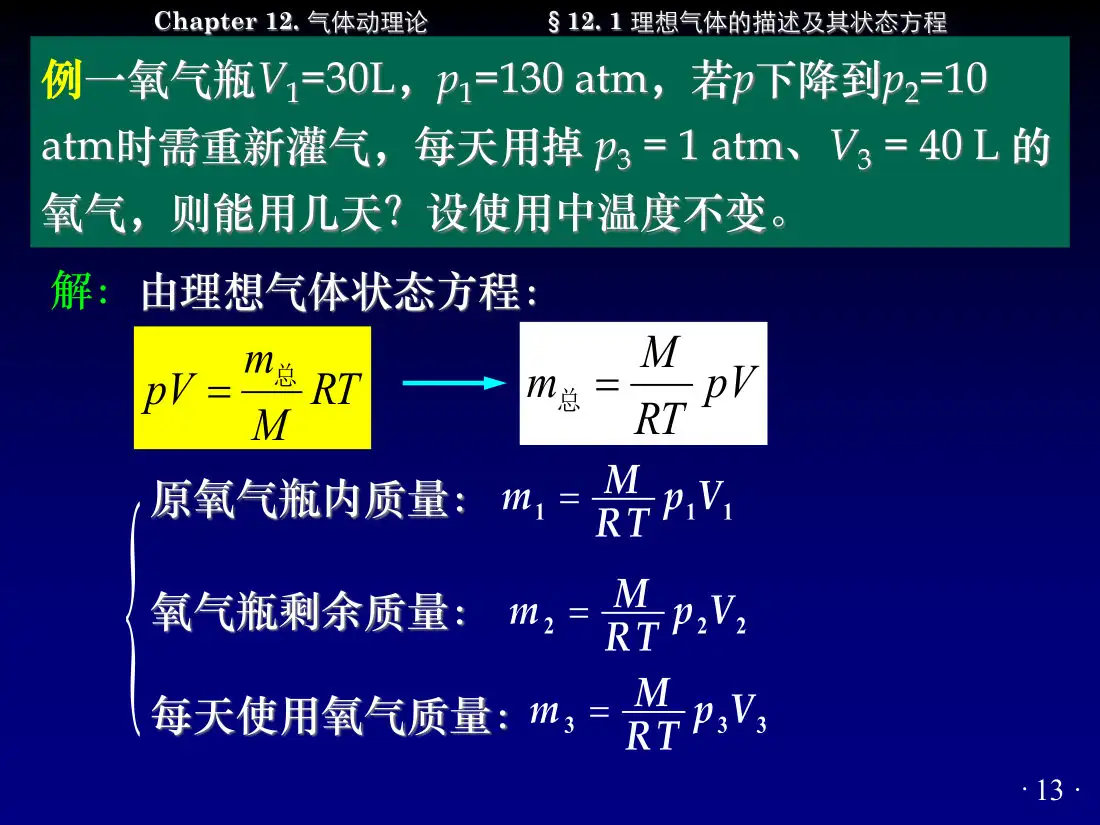 Chapter 12. 气体动理论 §12. 1 理想气体的描述及其状态方程
例一氧气瓶V₁=30L，p₁=130 atm，若p下降到p₂=10
atm时需重新灌气，每天用掉 p₃ = 1 atm、V₃ = 40 L 的
氧气，则能用几天？设使用中温度不变。
解：由理想气体状态方程：
pV = m总/M RT → m总 = M/RT pV
原氧气瓶内质量：m₁ = M/RT p₁V₁
氧气瓶剩余质量：m₂ = M/RT p₂V₂
每天使用氧气质量：m₃ = M/RT p₃V₃
· 13 ·